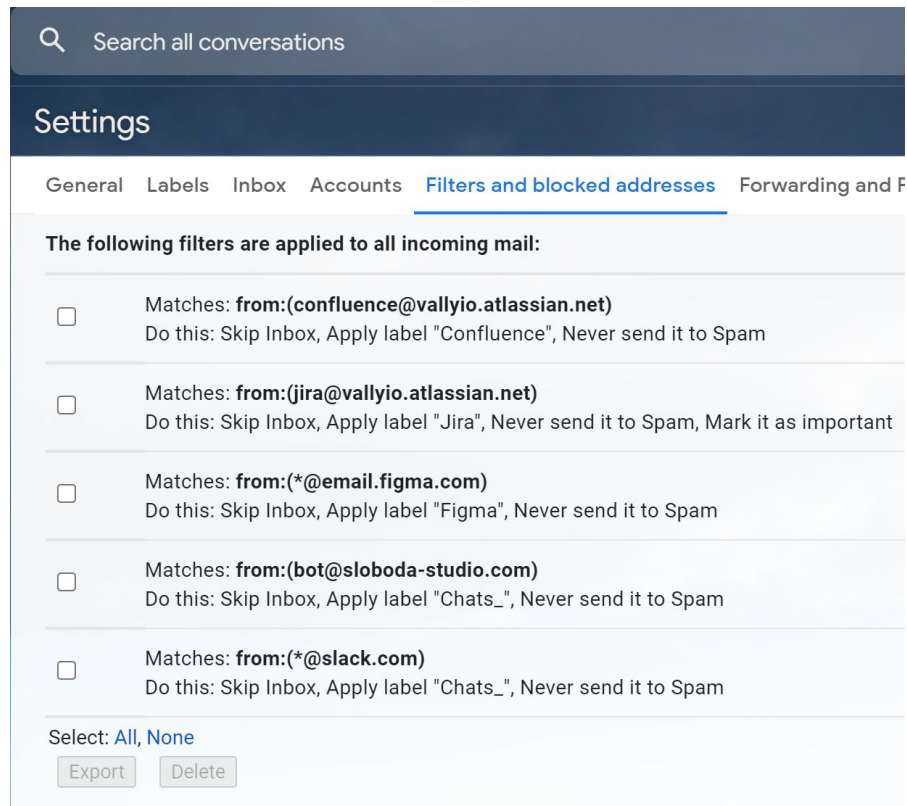 Search all conversations
Settings
General Labels Inbox Accounts Filters and blocked addresses Forwarding and
The following filters are applied to all incoming mail:
Matches: from:(confluence@vallyio.atlassian.net)
Do this: Skip Inbox, Apply label "Confluence", Never send it to Spam
Matches: from:(jira@vallyio.atlassian.net)
Do this: Skip Inbox, Apply label "Jira", Never send it to Spam, Mark it as important
Matches: from:(*@email.figma.com)
Do this: Skip Inbox, Apply label "Figma", Never send it to Spam
Matches: from:(bot@sloboda-studio.com)
Do this: Skip Inbox, Apply label "Chats_", Never send it to Spam
Matches: from:(*@slack.com)
Do this: Skip Inbox, Apply label "Chats_", Never send it to Spam
Select: All, None
Export Delete